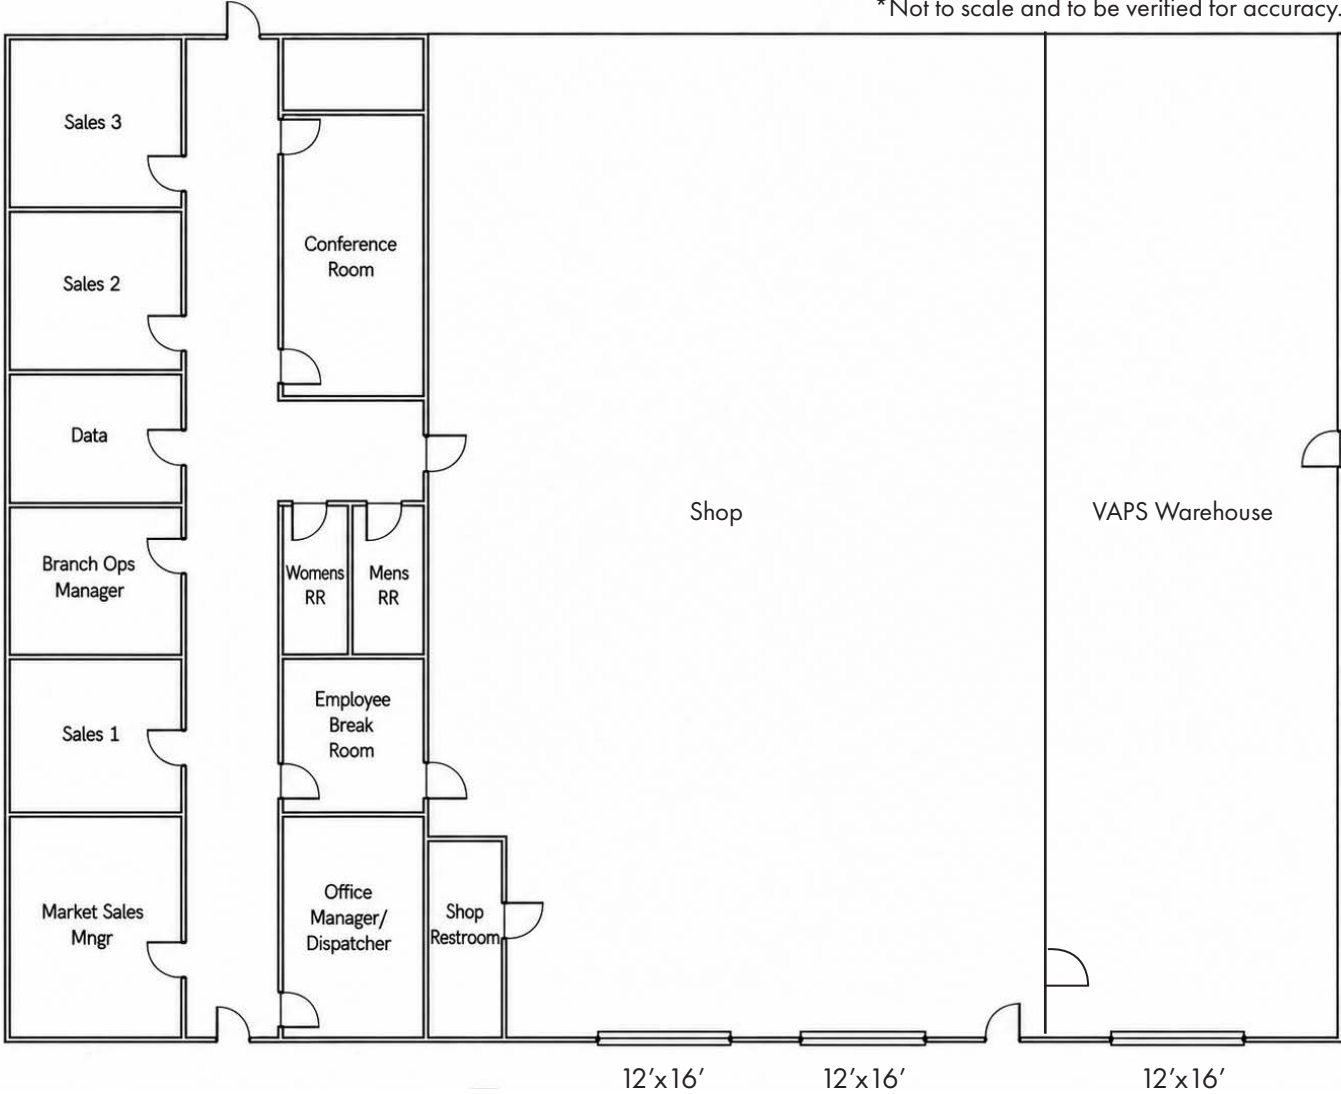 *Not to scale and to be verified for accuracy.
Sales 3
Conference
Room
Sales 2
Data
Shop
VAPS Warehouse
Branch Ops
Manager
Womens
RR
Mens
RR
Employee
Break
Room
Sales 1
Office
Manager/
Dispatcher
Market Sales
Mngr
Shop
Restroom
12’x16’
12’x16’
12’x16’